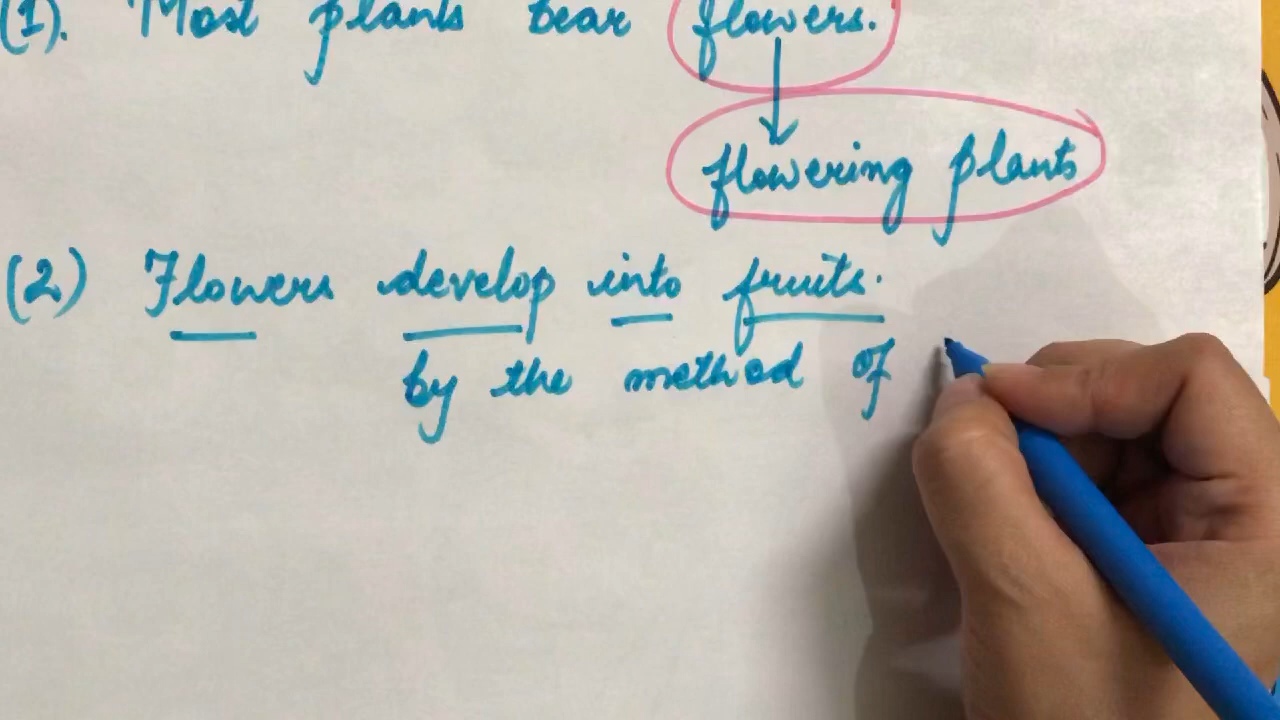 (1). Most plants bear flowers.
flowering plants
(2) Flowers develop into fruits.
by the method of